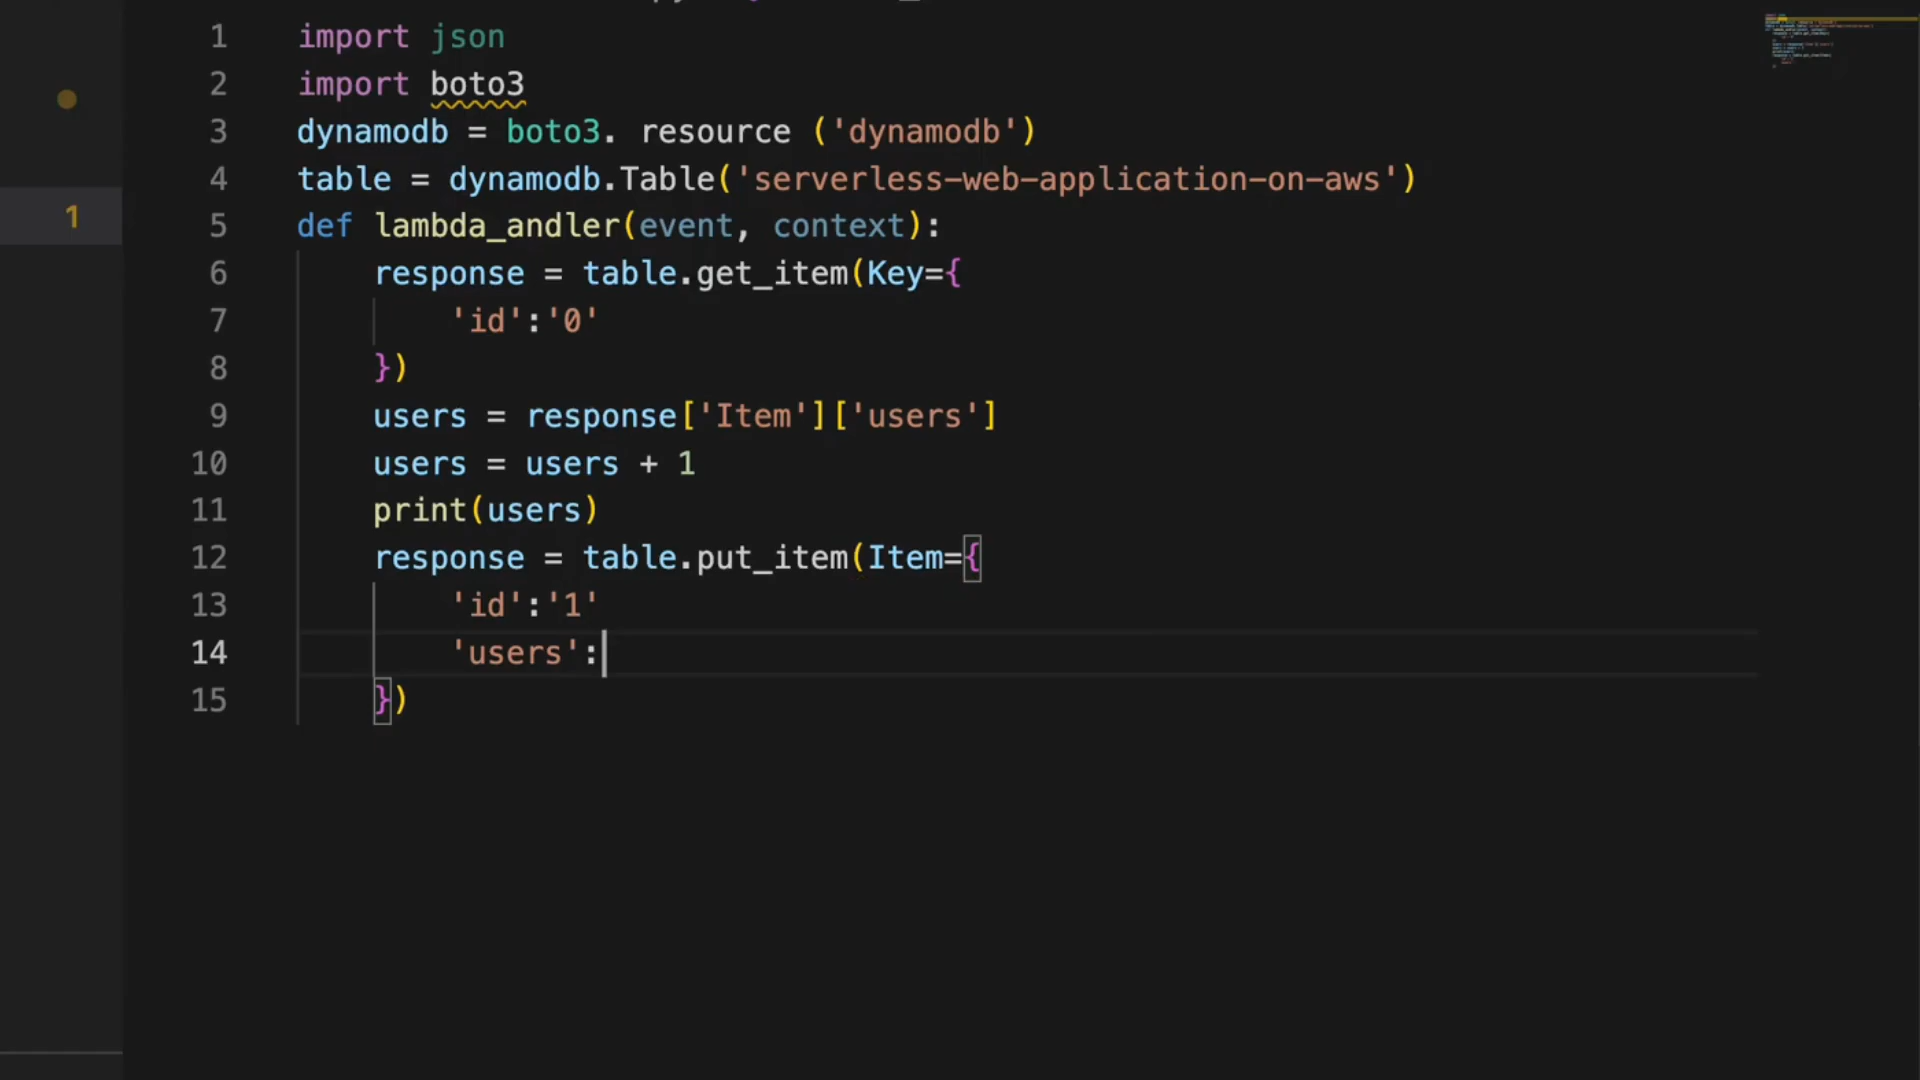 1 import json
2 import boto3
3 dynamodb = boto3. resource ('dynamodb')
4 table = dynamodb.Table('serverless-web-application-on-aws')
5 def lambda_andler(event, context):
6 response = table.get_item(Key={
7 'id':'0'
8 })
9 users = response['Item']['users']
10 users = users + 1
11 print(users)
12 response = table.put_item(Item={
13 'id':'1'
1 14 'users':
15 })